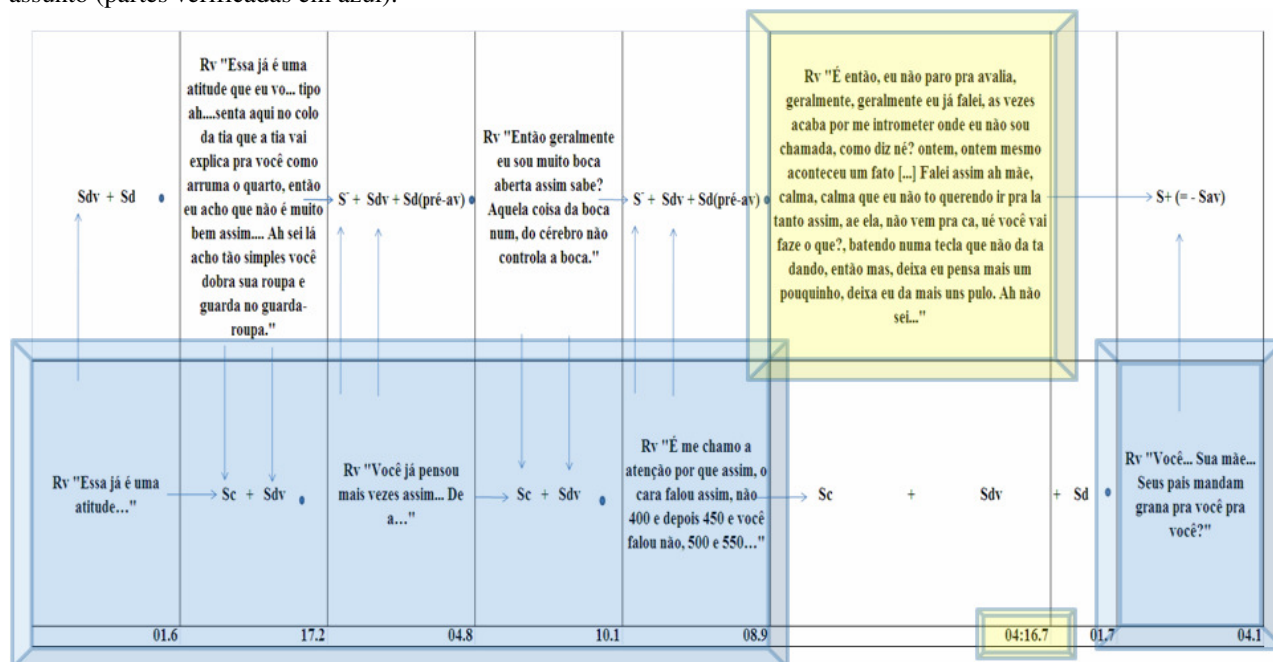 assunto (partes verificadas em azul).
Sdv + Sd •
Rv "Essa já é uma
atitude que eu vo... tipo
ah....senta aqui no colo
da tia que a tia vai
explica pra você como
arruma o quarto, então
eu acho que não é muito
bem assim.... Ah sei lá
acho tão simples você
dobra sua roupa e
guarda no guarda-
roupa."
S- + Sdv + Sd(pré-av) •
Rv "Então geralmente
eu sou muito boca
aberta assim sabe?
Aquela coisa da boca
num, do cérebro não
controla a boca."
S- + Sdv + Sd(pré-av) •
Rv "É então, eu não paro pra avalia,
geralmente, geralmente eu já falei, as vezes
acaba por me intrometer onde eu não sou
chamada, como diz né? ontem, ontem mesmo
aconteceu um fato [...] Falei assim ah mãe,
calma, calma que eu não to querendo ir pra la
tanto assim, ae ela, não vem pra ca, ué você vai
faze o que?, batendo numa tecla que não da ta
dando, então mas, deixa eu pensa mais um
pouquinho, deixa eu da mais uns pulo. Ah não
sei..."
S+ (= - Sav)
Rv "Essa já é uma
atitude..."
Sc + Sdv •
Rv "Você já pensou
mais vezes assim... De
a..."
Sc + Sdv •
Rv "É me chamo a
atenção por que assim, o
cara falou assim, não
400 e depois 450 e você
falou não, 500 e 550..."
Sc + Sdv + Sd •
Rv "Você... Sua mãe...
Seus pais mandam
grana pra você pra
você?"
01.6 17.2 04.8 10.1 08.9 04:16.7 01.7 04.1